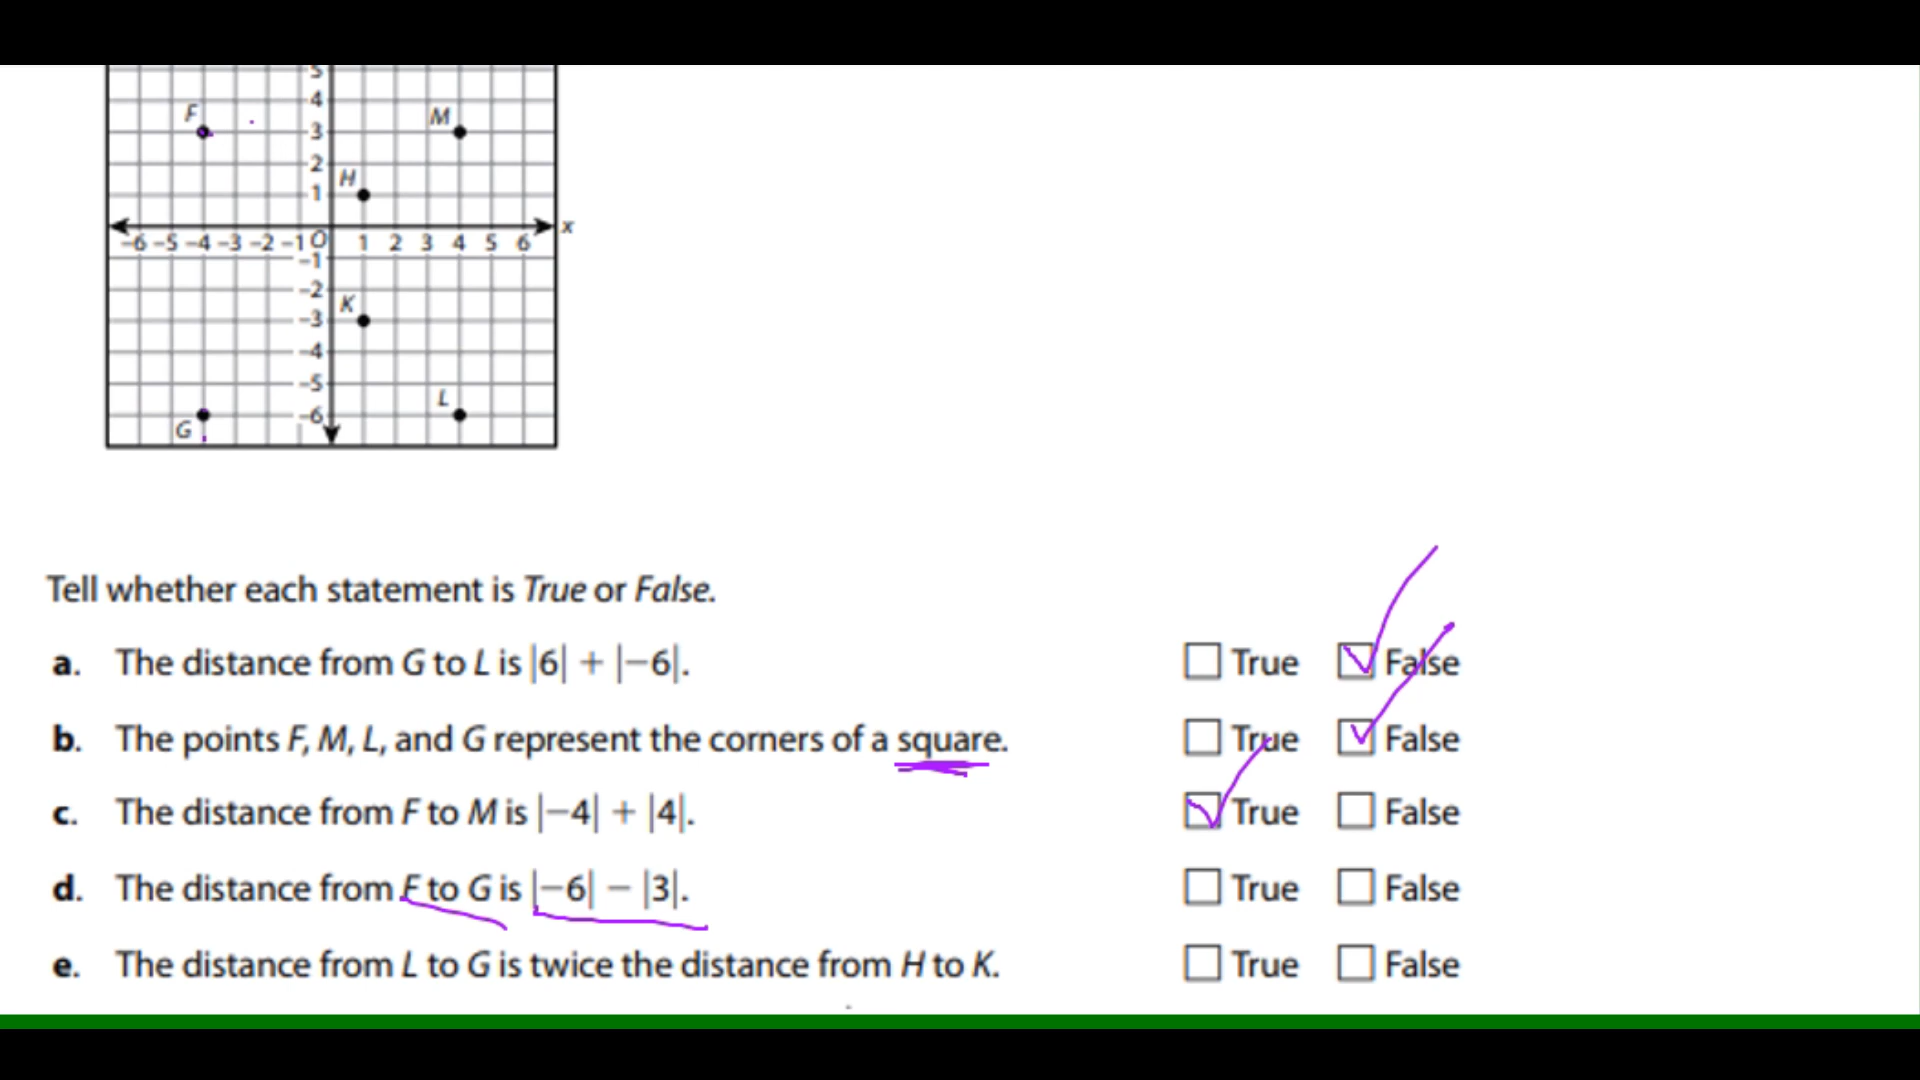 5
4
F
M
3
2
H
1
x
-6 -5 -4 -3 -2 -1 O 1 2 3 4 5 6
-1
-2
K
-3
-4
-5
L
-6
G
Tell whether each statement is True or False.
a. The distance from G to L is |6| + |−6|. True False
b. The points F, M, L, and G represent the corners of a square. True False
c. The distance from F to M is |−4| + |4|. True False
d. The distance from F to G is |−6| − |3|. True False
e. The distance from L to G is twice the distance from H to K. True False